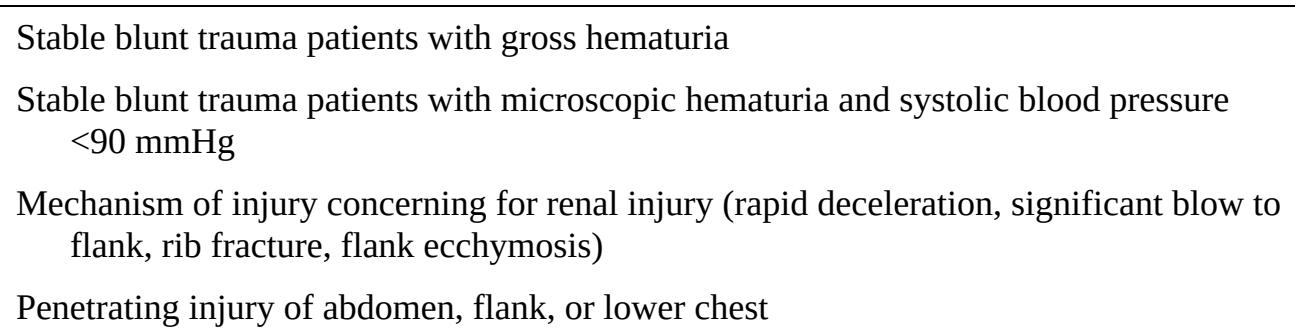 Stable blunt trauma patients with gross hematuria
Stable blunt trauma patients with microscopic hematuria and systolic blood pressure
<90 mmHg
Mechanism of injury concerning for renal injury (rapid deceleration, significant blow to
flank, rib fracture, flank ecchymosis)
Penetrating injury of abdomen, flank, or lower chest